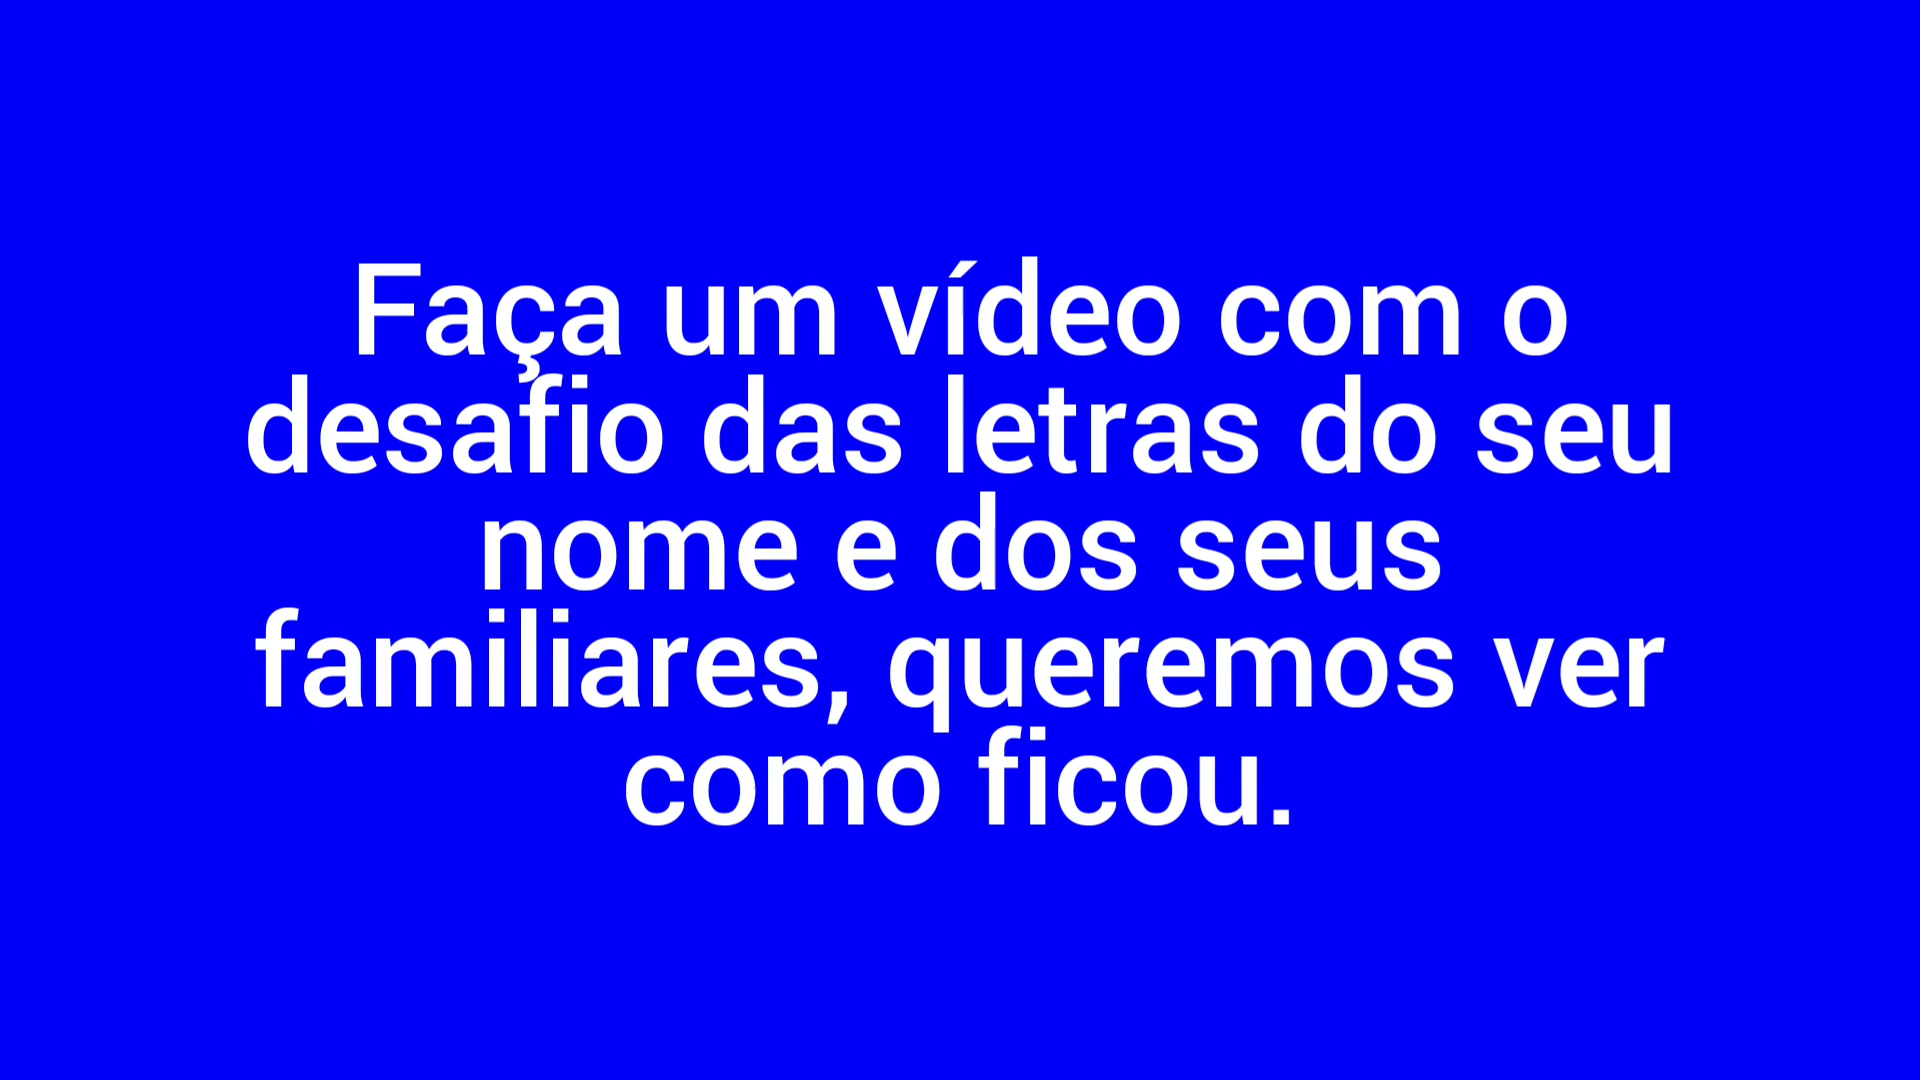 Faça um vídeo com o
desafio das letras do seu
nome e dos seus
familiares, queremos ver
como ficou.